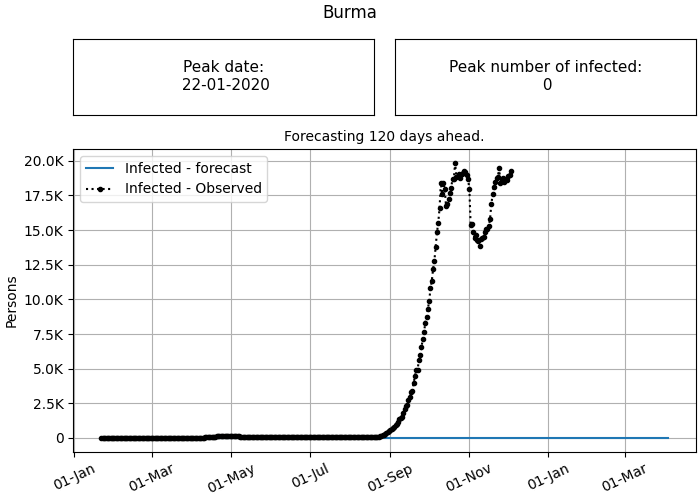 Burma
Peak date:
22-01-2020
Peak number of infected:
0
Forecasting 120 days ahead.
Infected - forecast
Infected - Observed
Persons
20.0K
17.5K
15.0K
12.5K
10.0K
7.5K
5.0K
2.5K
0
01-Jan
01-Mar
01-May
01-Jul
01-Sep
01-Nov
01-Jan
01-Mar